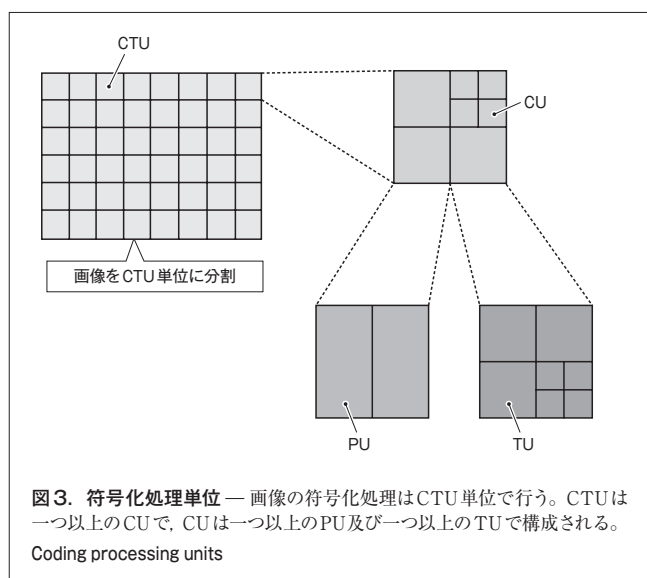 CTU
CU
画像をCTU単位に分割
PU
TU
図3. 符号化処理単位 — 画像の符号化処理はCTU単位で行う。CTUは
一つ以上のCUで, CUは一つ以上のPU及び一つ以上のTUで構成される。
Coding processing units